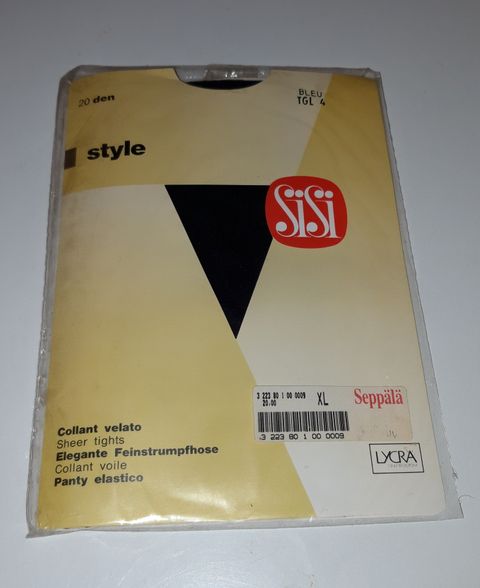 20 den
BLEU
TGL 4
style
SiSi
3 223 80 1 00 0009
20.00
XL
Seppälä
3 223 80 1 00 0009
Collant velato
Sheer tights
Elegante Feinstrumpfhose
Collant voile
Panty elastico
LYCRA